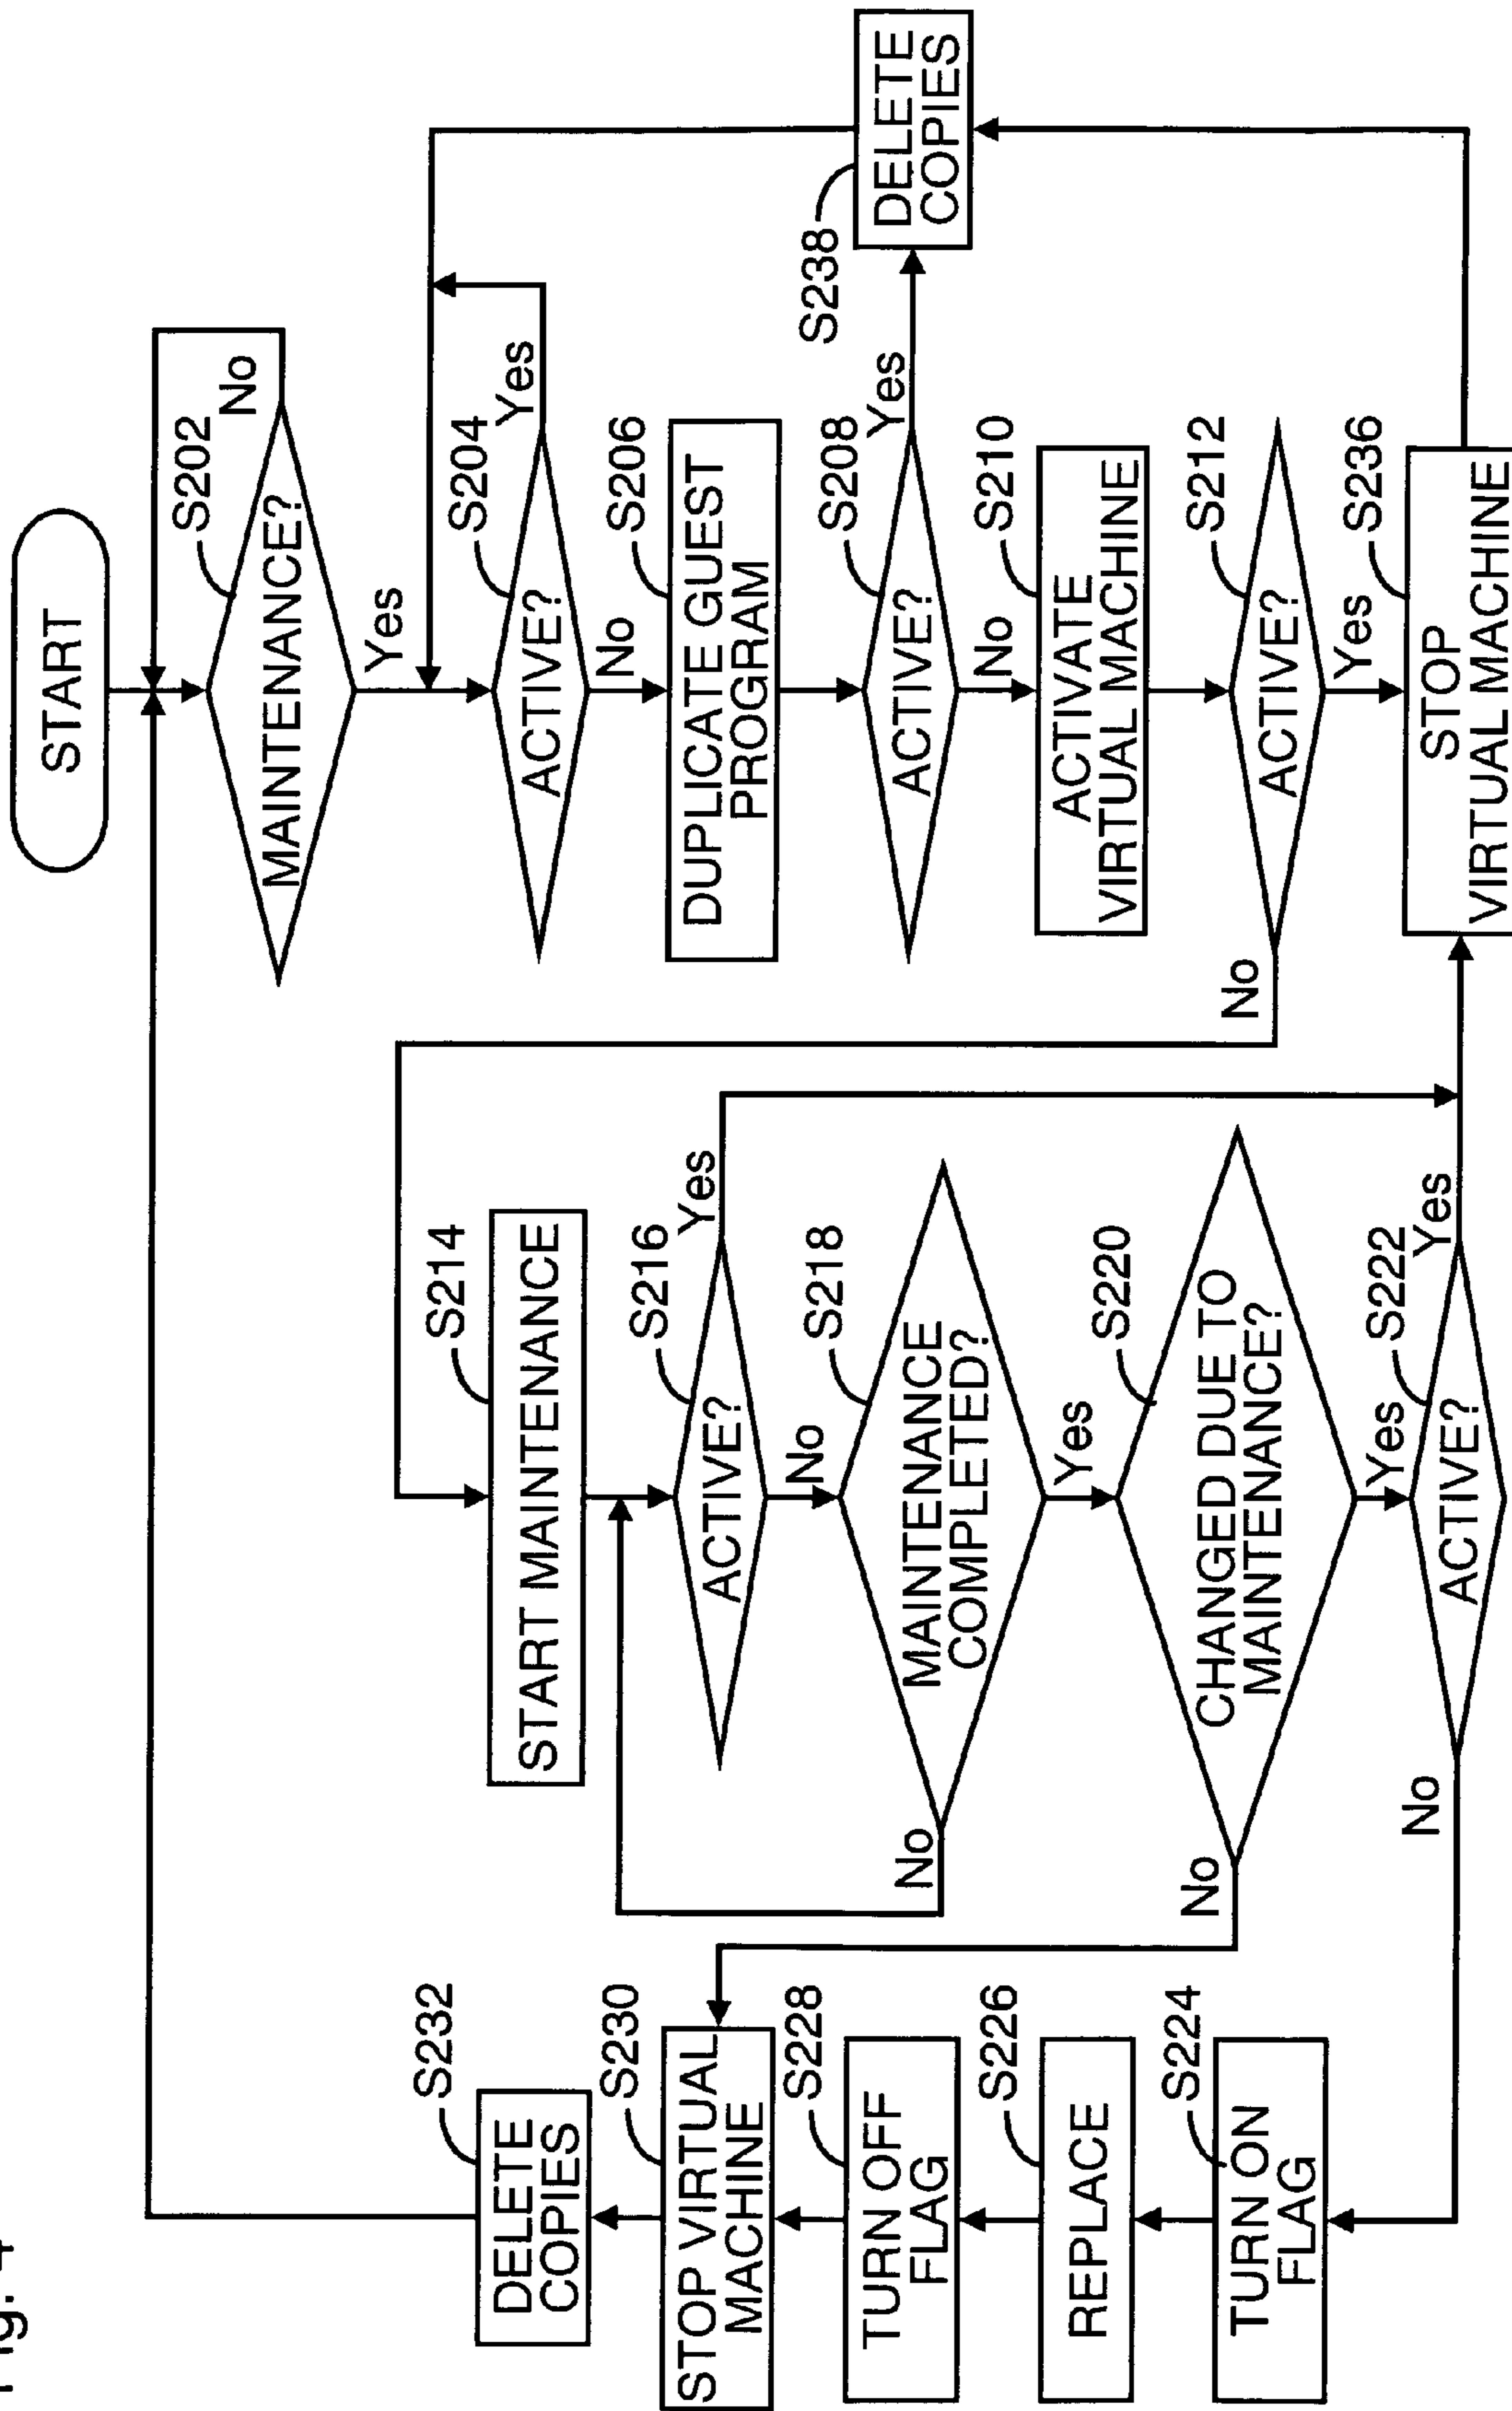 Fig. 4
START
S202
MAINTENANCE?
No
Yes
S204
ACTIVE?
Yes
No
S206
DUPLICATE GUEST
PROGRAM
S208
ACTIVE?
Yes
No
S238
DELETE
COPIES
S210
ACTIVATE
VIRTUAL MACHINE
S212
ACTIVE?
No
Yes
S236
STOP
VIRTUAL MACHINE
S214
START MAINTENANCE
S216
ACTIVE?
Yes
No
S218
MAINTENANCE
COMPLETED?
No
Yes
S220
CHANGED DUE TO
MAINTENANCE?
No
Yes
S222
ACTIVE?
Yes
No
S232
DELETE
COPIES
S230
STOP VIRTUAL
MACHINE
S228
TURN OFF
FLAG
S226
REPLACE
S224
TURN ON
FLAG